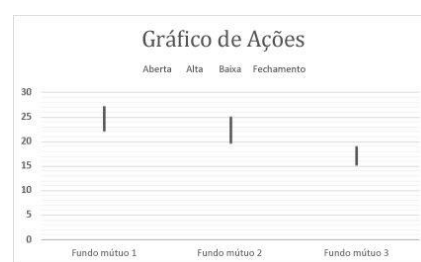 Gráfico de Ações
Aberta Alta Baixa Fechamento
30
25
20
15
10
5
0
Fundo mútuo 1 Fundo mútuo 2 Fundo mútuo 3